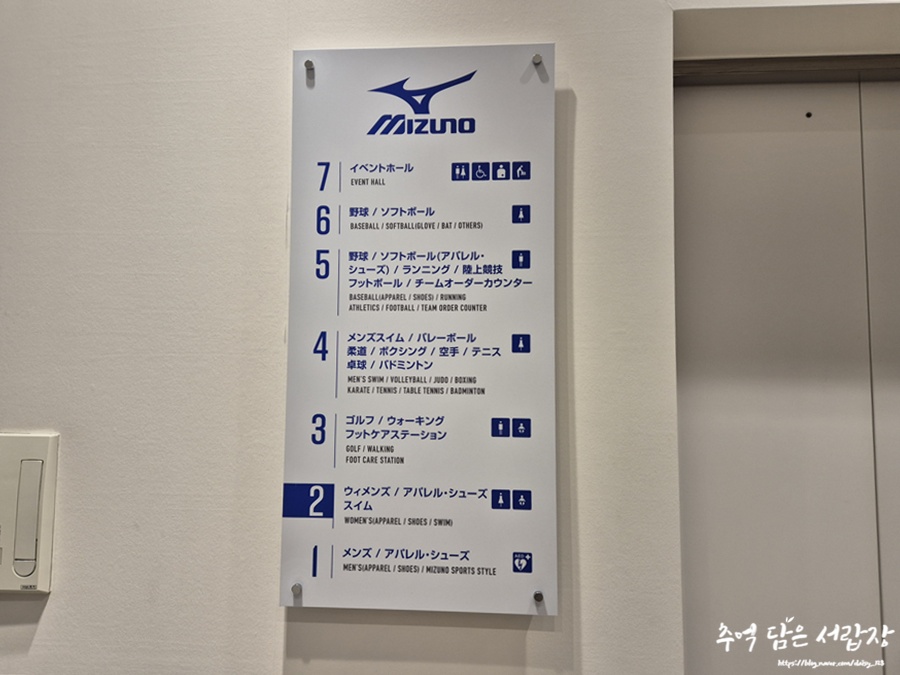 MIZUNO
7
イベントホール
EVENT HALL
6
野球 / ソフトボール
BASEBALL / SOFTBALL(GLOVE / BAT / OTHERS)
5
野球 / ソフトボール(アパレル・
シューズ) / ランニング / 陸上競技
フットボール / チームオーダーカウンター
BASEBALL(APPAREL / SHOES) / RUNNING
ATHLETICS / FOOTBALL / TEAM ORDER COUNTER
4
メンズスイム / バレーボール
柔道 / ボクシング / 空手 / テニス
卓球 / バドミントン
MEN'S SWIM / VOLLEYBALL / JUDO / BOXING
KARATE / TENNIS / TABLE TENNIS / BADMINTON
3
ゴルフ / ウォーキング
フットケアステーション
GOLF / WALKING
FOOT CARE STATION
2
ウィメンズ / アパレル・シューズ
スイム
WOMEN'S(APPAREL / SHOES / SWIM)
1
メンズ / アパレル・シューズ
MEN'S(APPAREL / SHOES) / MIZUNO SPORTS STYLE
추억 담은 서랍장